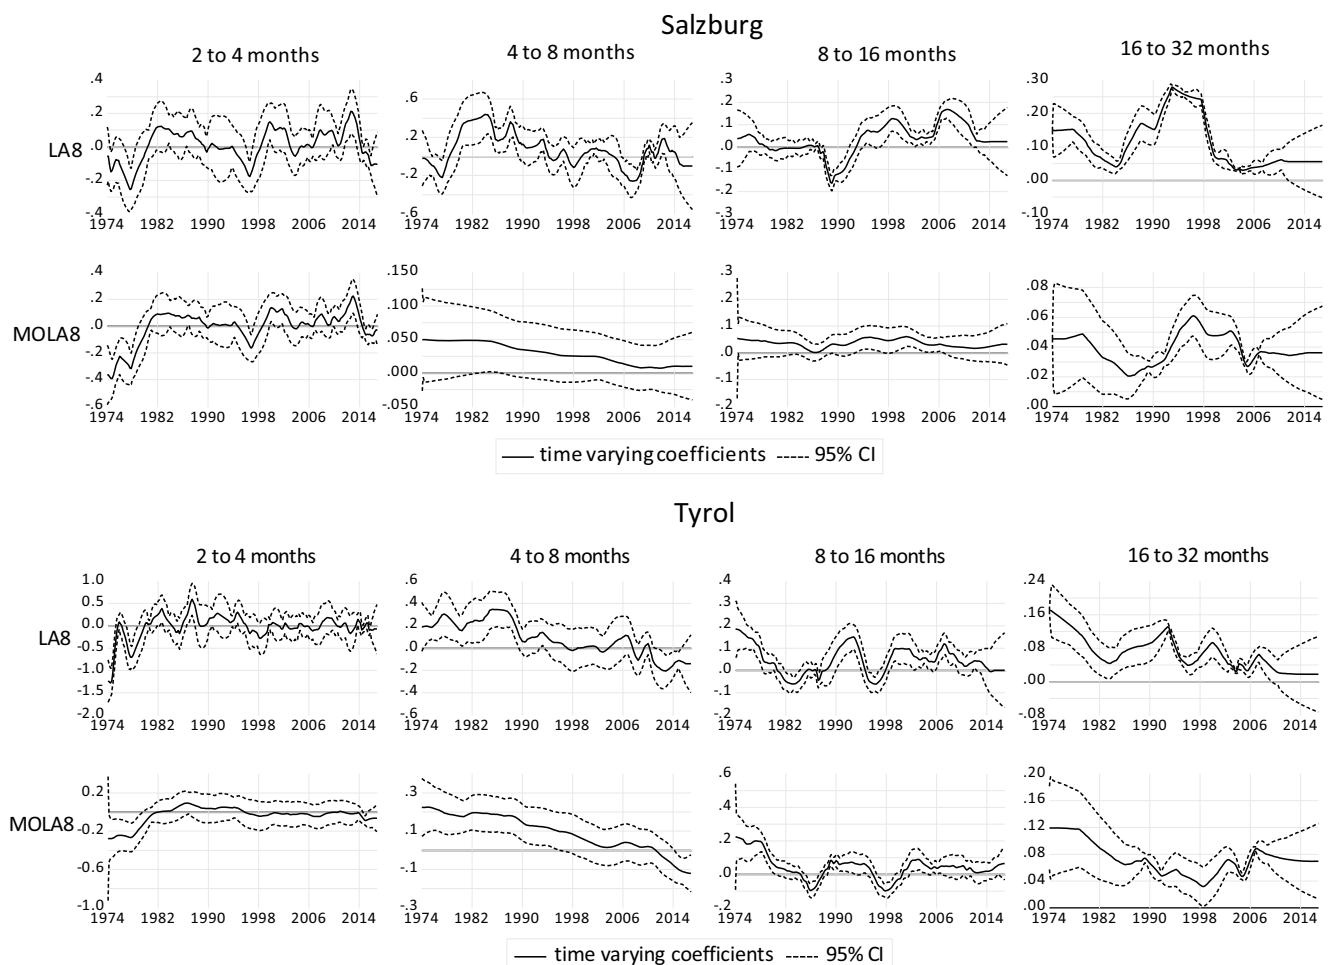 Salzburg
2 to 4 months 4 to 8 months 8 to 16 months 16 to 32 months
LA8
.4 .2 .0 -.2 -.4
1974 1982 1990 1998 2006 2014
.6 .2 -.2 -.6
1974 1982 1990 1998 2006 2014
.3 .2 .1 .0 -.1 -.2 -.3
1974 1982 1990 1998 2006 2014
.30 .20 .10 .00 -.10
1974 1982 1990 1998 2006 2014
MOLA8
.4 .2 .0 -.2 -.4 -.6
1974 1982 1990 1998 2006 2014
.150 .100 .050 .000 -.050
1974 1982 1990 1998 2006 2014
.3 .2 .1 .0 -.1 -.2
1974 1982 1990 1998 2006 2014
.08 .06 .04 .02 .00
1974 1982 1990 1998 2006 2014
time varying coefficients 95% CI
Tyrol
2 to 4 months 4 to 8 months 8 to 16 months 16 to 32 months
LA8
1.0 0.5 0.0 -0.5 -1.0 -1.5 -2.0
1974 1982 1990 1998 2006 2014
.6 .4 .2 .0 -.2 -.4 -.6
1974 1982 1990 1998 2006 2014
.4 .3 .2 .1 .0 -.1 -.2
1974 1982 1990 1998 2006 2014
.24 .16 .08 .00 -.08
1974 1982 1990 1998 2006 2014
MOLA8
0.2 -0.2 -0.6 -1.0
1974 1982 1990 1998 2006 2014
.3 .1 -.1 -.3
1974 1982 1990 1998 2006 2014
.6 .4 .2 .0 -.2
1974 1982 1990 1998 2006 2014
.20 .16 .12 .08 .04 .00
1974 1982 1990 1998 2006 2014
time varying coefficients 95% CI